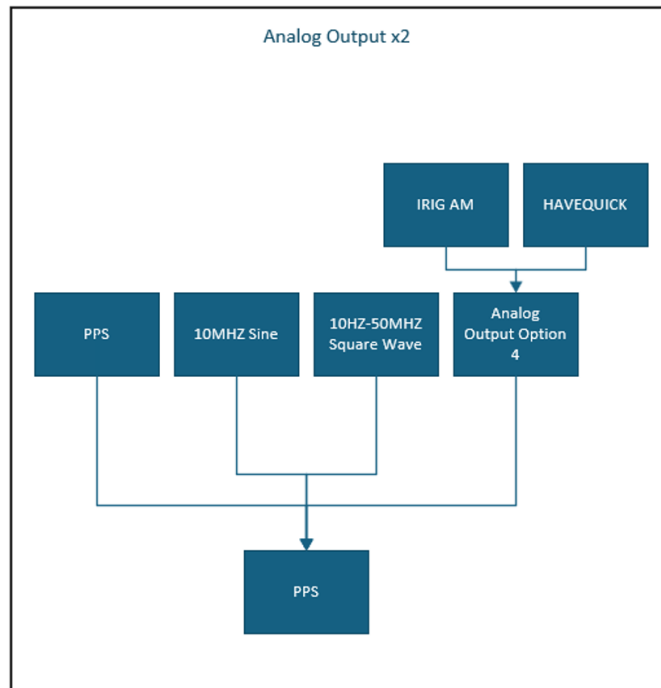 Analog Output x2
IRIG AM
HAVEQUICK
PPS
10MHZ Sine
10HZ-50MHZ
Square Wave
Analog
Output Option
4
PPS